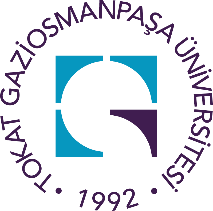 • TOKAT GAZİOSMANPAŞA ÜNİVERSİTESİ •
1992